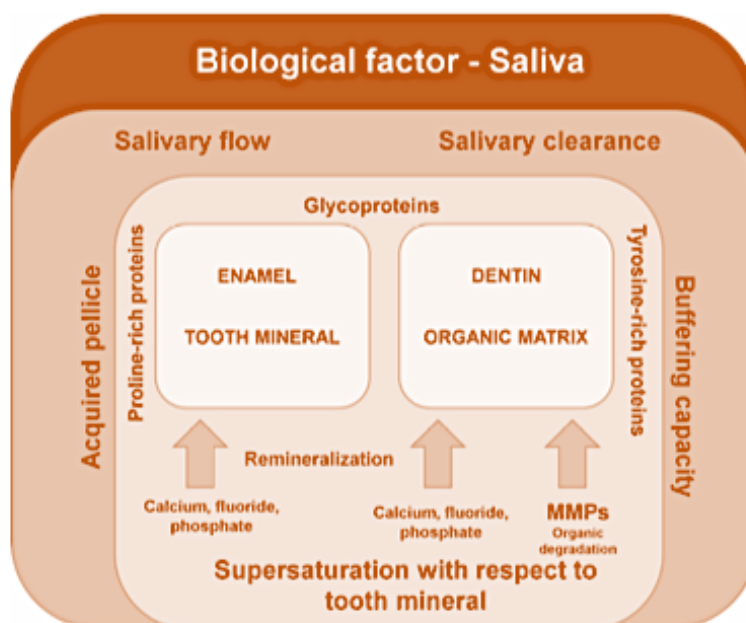 Biological factor - Saliva
Salivary flow
Salivary clearance
Glycoproteins
Acquired pellicle
Proline-rich proteins
ENAMEL
TOOTH MINERAL
DENTIN
ORGANIC MATRIX
Tyrosine-rich proteins
Buffering capacity
Remineralization
Calcium, fluoride,
phosphate
Calcium, fluoride,
phosphate
MMPs
Organic
degradation
Supersaturation with respect to
tooth mineral